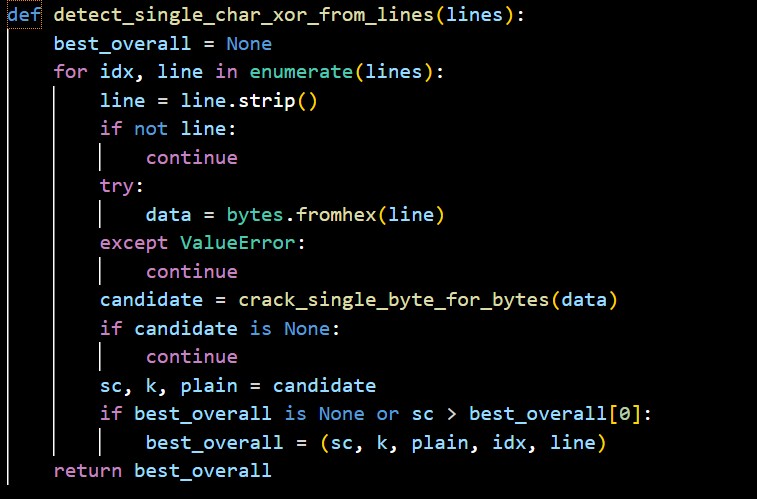 def detect_single_char_xor_from_lines(lines):
    best_overall = None
    for idx, line in enumerate(lines):
        line = line.strip()
        if not line:
            continue
        try:
            data = bytes.fromhex(line)
        except ValueError:
            continue
        candidate = crack_single_byte_for_bytes(data)
        if candidate is None:
            continue
        sc, k, plain = candidate
        if best_overall is None or sc > best_overall[0]:
            best_overall = (sc, k, plain, idx, line)
    return best_overall